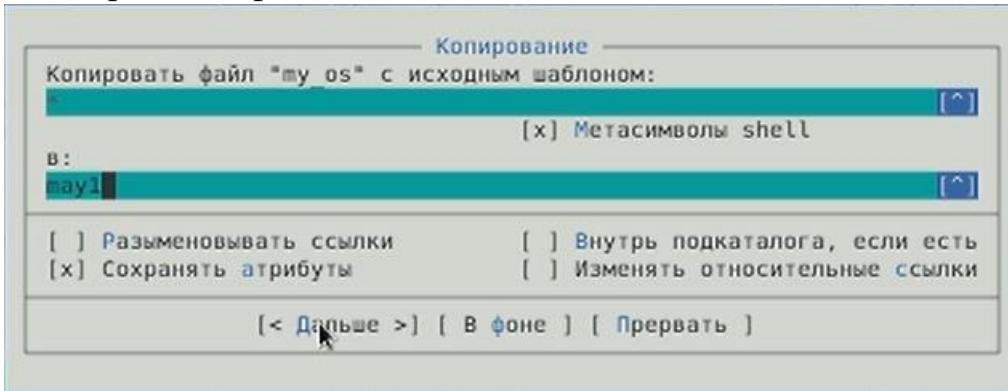 Копирование
Копировать файл "my_os" с исходным шаблоном:
* [^]
[x] Метасимволы shell
в:
may1 [^]
[ ] Разыменовывать ссылки [ ] Внутрь подкаталога, если есть
[x] Сохранять атрибуты [ ] Изменять относительные ссылки
[< Дальше >] [ В фоне ] [ Прервать ]